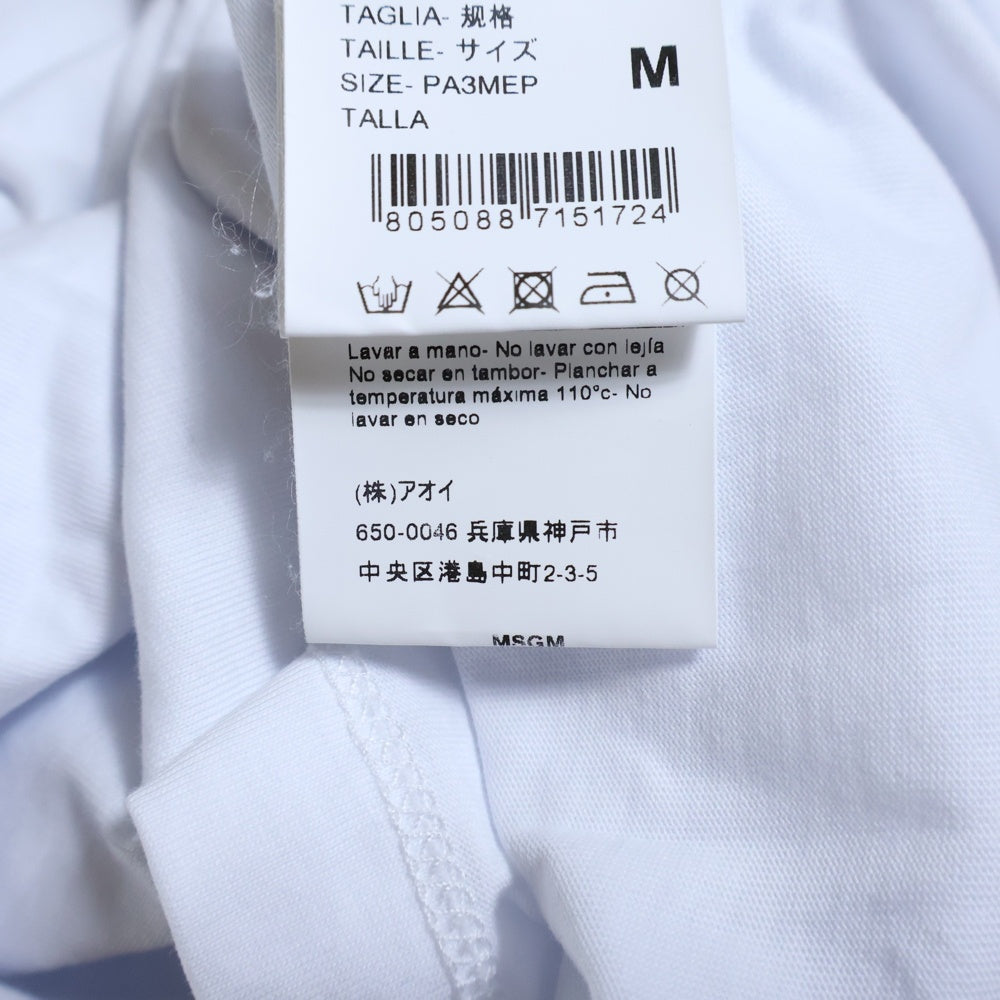 TAGLIA- 规格
TAILLE- サイズ
SIZE- РАЗМЕР
TALLA
M
805088 7151724
Lavar a mano- No lavar con lejía
No secar en tambor- Planchar a
temperatura máxima 110°c- No
lavar en seco
(株)アオイ
650-0046 兵庫県神戸市
中央区港島中町2-3-5
MSGM